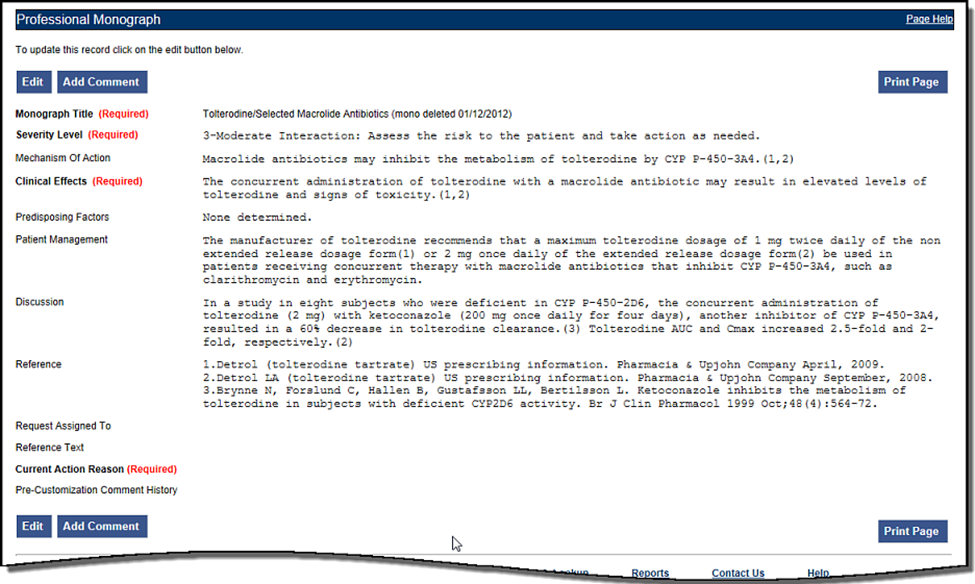 Professional Monograph Page Help
To update this record click on the edit button below.
Edit Add Comment Print Page
Monograph Title (Required) Tolterodine/Selected Macrolide Antibiotics (mono deleted 01/12/2012)
Severity Level (Required) 3-Moderate Interaction: Assess the risk to the patient and take action as needed.
Mechanism Of Action Macrolide antibiotics may inhibit the metabolism of tolterodine by CYP P-450-3A4.(1,2)
Clinical Effects (Required) The concurrent administration of tolterodine with a macrolide antibiotic may result in elevated levels of
tolterodine and signs of toxicity.(1,2)
Predisposing Factors None determined.
Patient Management The manufacturer of tolterodine recommends that a maximum tolterodine dosage of 1 mg twice daily of the non
extended release dosage form(1) or 2 mg once daily of the extended release dosage form(2) be used in
patients receiving concurrent therapy with macrolide antibiotics that inhibit CYP P-450-3A4, such as
clarithromycin and erythromycin.
Discussion In a study in eight subjects who were deficient in CYP P-450-2D6, the concurrent administration of
tolterodine (2 mg) with ketoconazole (200 mg once daily for four days), another inhibitor of CYP P-450-3A4,
resulted in a 60% decrease in tolterodine clearance.(3) Tolterodine AUC and Cmax increased 2.5-fold and 2-
fold, respectively.(2)
Reference 1.Detrol (tolterodine tartrate) US prescribing information. Pharmacia & Upjohn Company April, 2009.
2.Detrol LA (tolterodine tartrate) US prescribing information. Pharmacia & Upjohn Company September, 2008.
3.Brynne N, Forslund C, Hallen B, Gustafsson LL, Bertilsson L. Ketoconazole inhibits the metabolism of
tolterodine in subjects with deficient CYP2D6 activity. Br J Clin Pharmacol 1999 Oct;48(4):564-72.
Request Assigned To
Reference Text
Current Action Reason (Required)
Pre-Customization Comment History
Edit Add Comment Print Page
Reports Contact Us Help